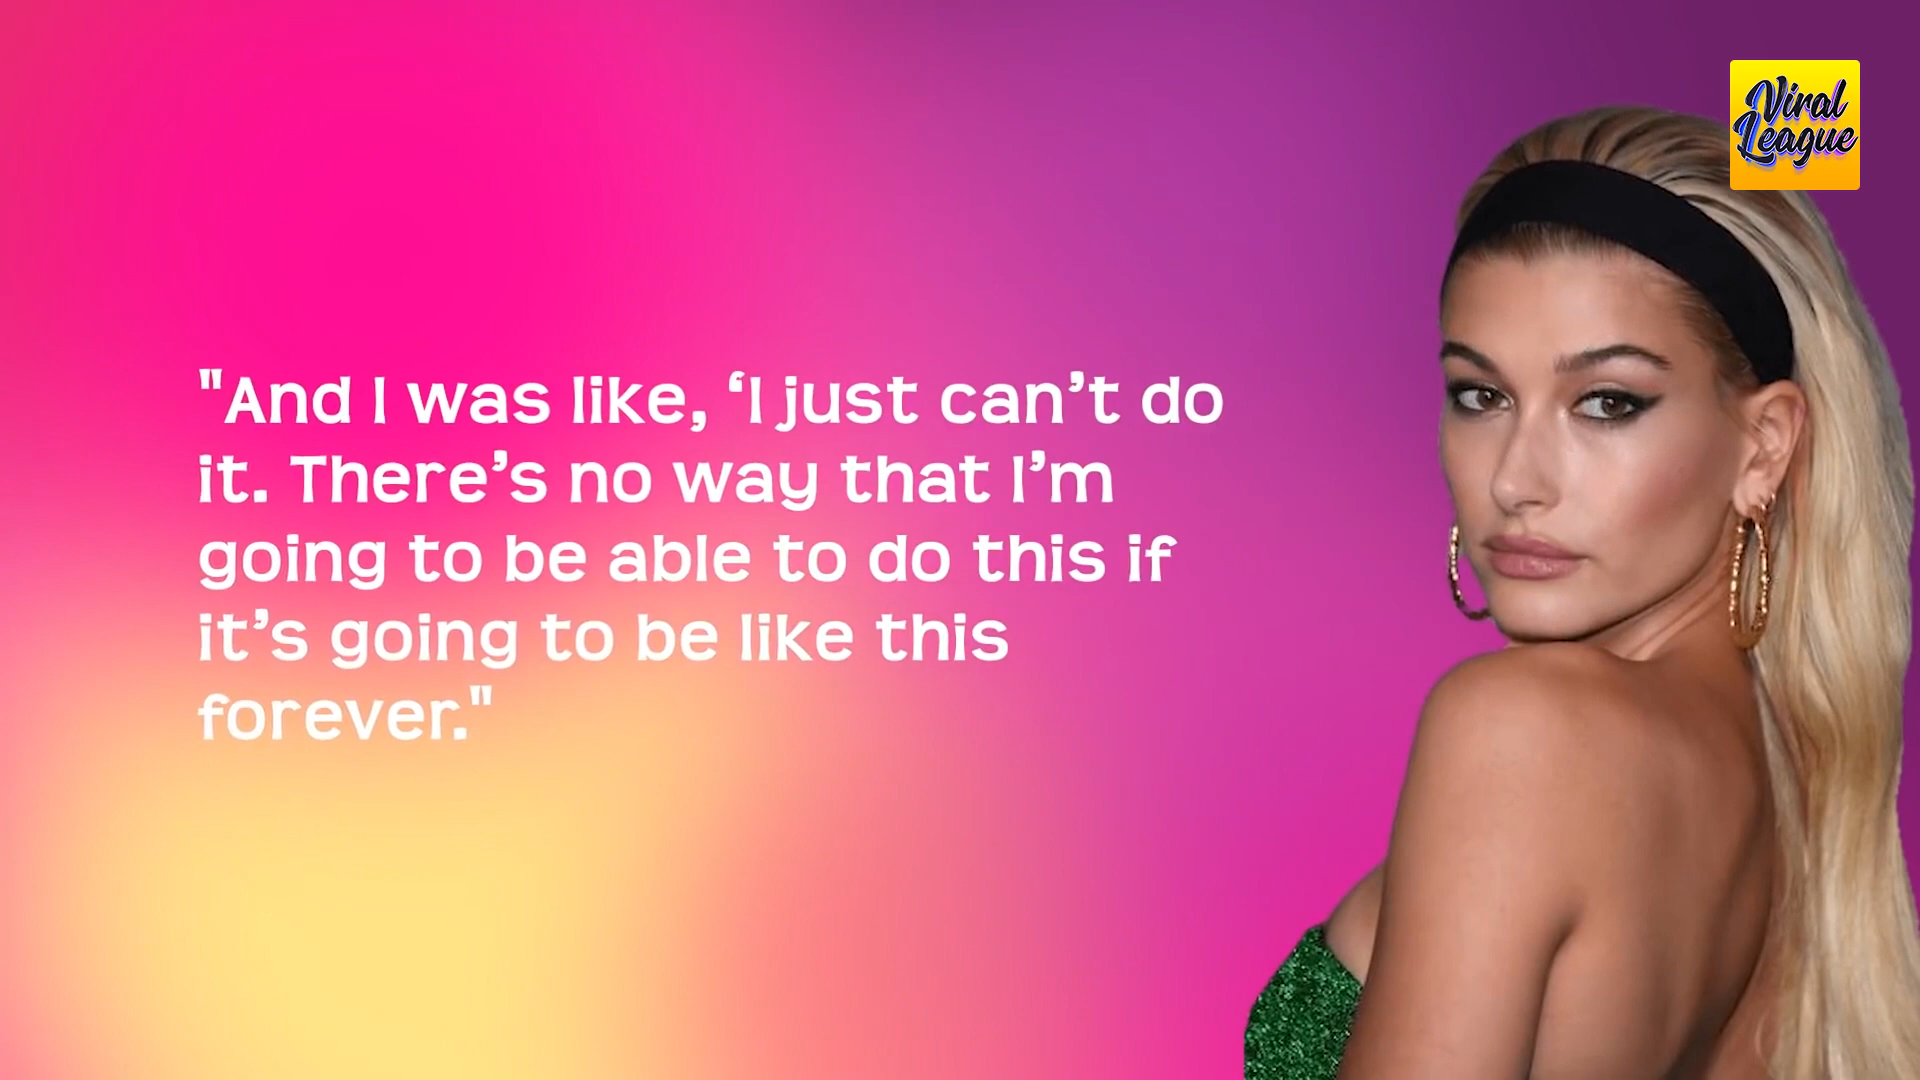 Viral
League
"And I was like, ‘I just can’t do
it. There’s no way that I’m
going to be able to do this if
it’s going to be like this
forever."